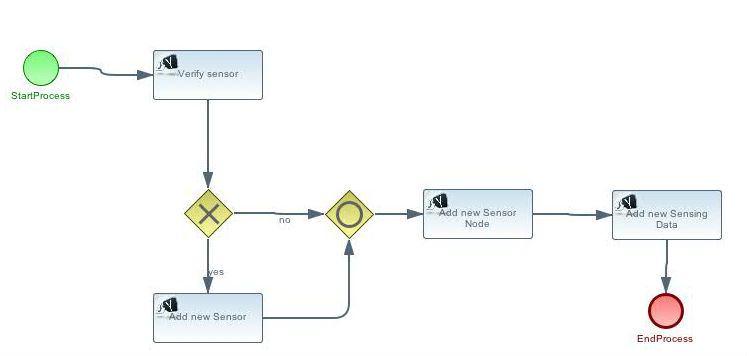 Verify sensor
StartProcess
no
Add new Sensor
Node
Add new Sensing
Data
yes
Add new Sensor
EndProcess